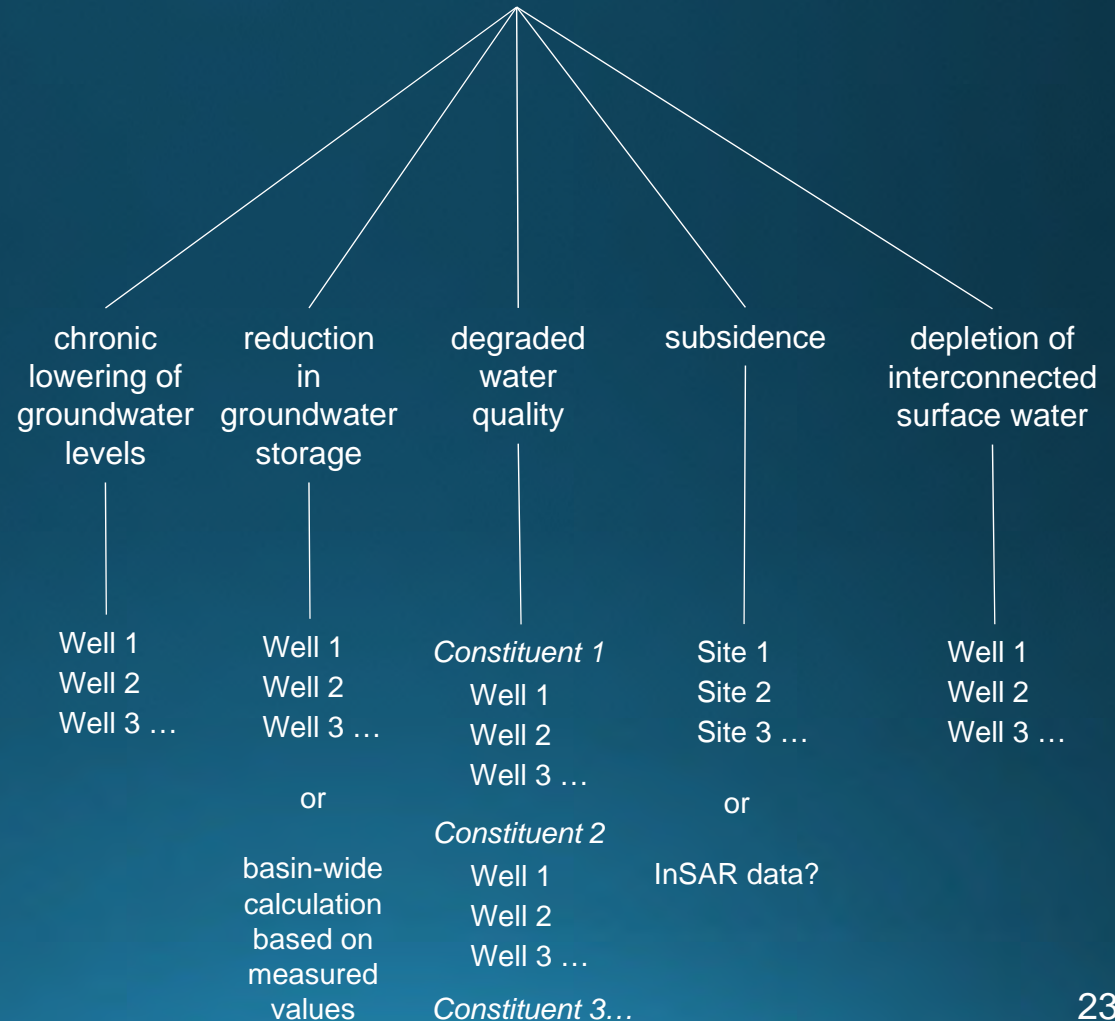 chronic
lowering of
groundwater
levels
reduction
in
groundwater
storage
degraded
water
quality
subsidence
depletion of
interconnected
surface water
Well 1
Well 2
Well 3 …
Well 1
Well 2
Well 3 …
or
basin-wide
calculation
based on
measured
values
Constituent 1
Well 1
Well 2
Well 3 …
Constituent 2
Well 1
Well 2
Well 3 …
Constituent 3…
Site 1
Site 2
Site 3 …
or
InSAR data?
Well 1
Well 2
Well 3 …
23